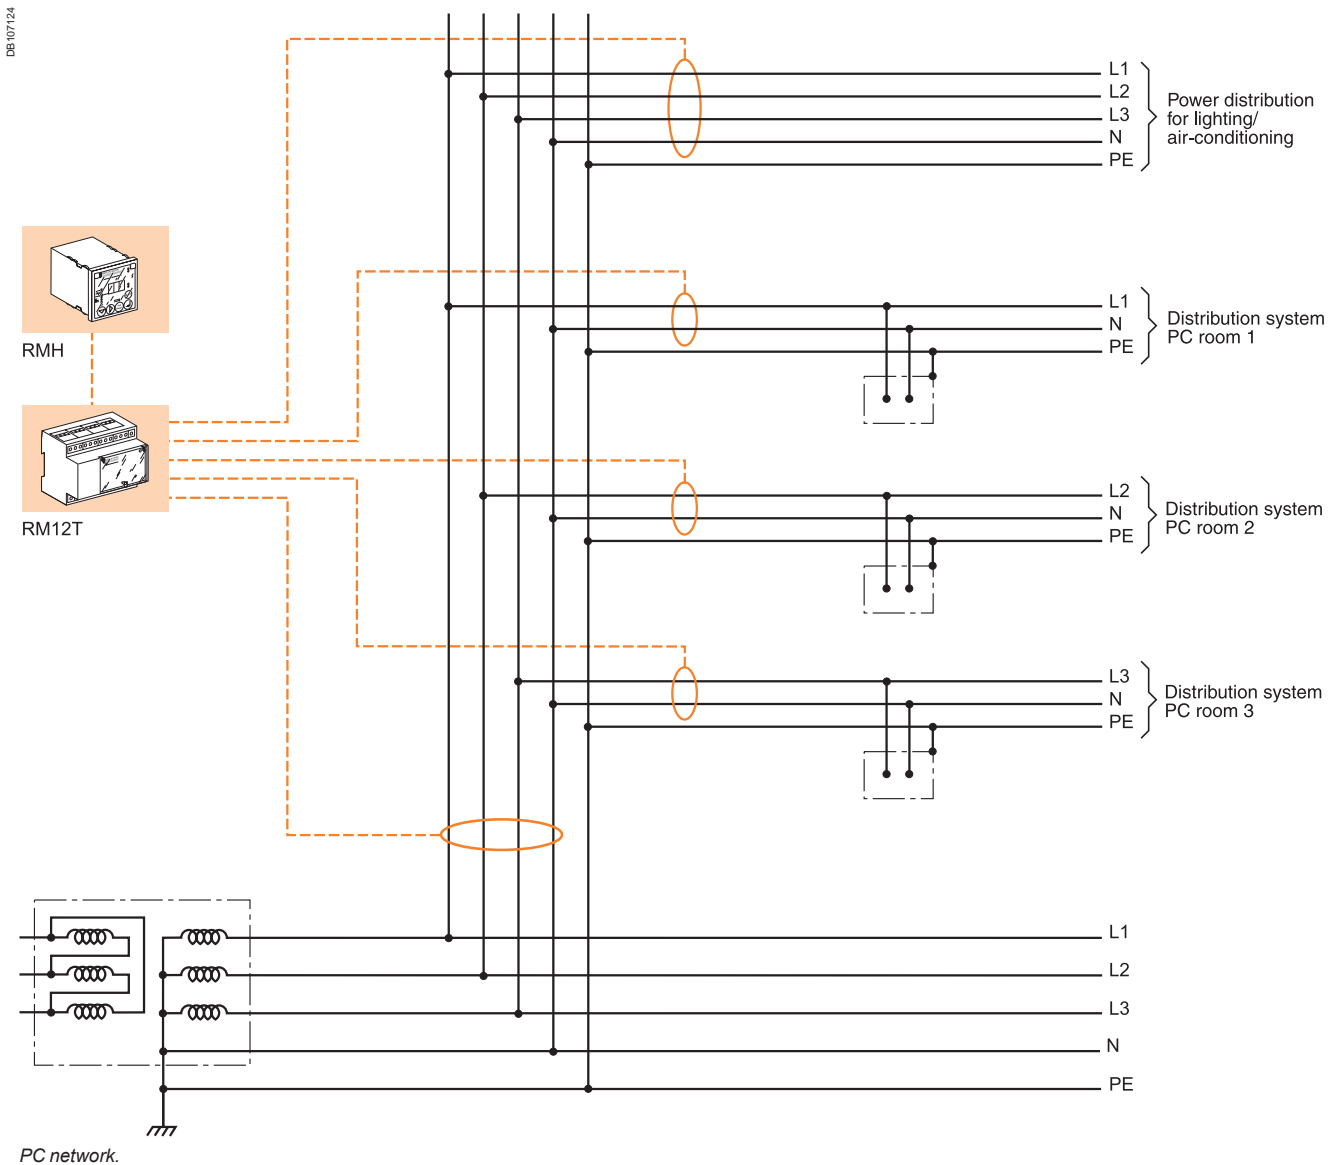 DB107124
L1
L2
L3
N
PE
Power distribution
for lighting/
air-conditioning
RMH
L1
N
PE
Distribution system
PC room 1
RM12T
L2
N
PE
Distribution system
PC room 2
L3
N
PE
Distribution system
PC room 3
L1
L2
L3
N
PE
PC network.